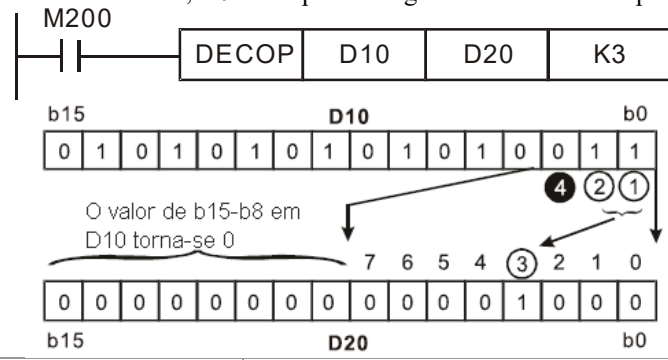 M200
DECOP D10 D20 K3
b15 D10 b0
0 1 0 1 0 1 0 1 0 1 0 1 0 0 1 1
4 2 1
O valor de b15-b8 em
D10 torna-se 0
7 6 5 4 3 2 1 0
0 0 0 0 0 0 0 0 0 0 0 0 1 0 0 0
b15 D20 b0